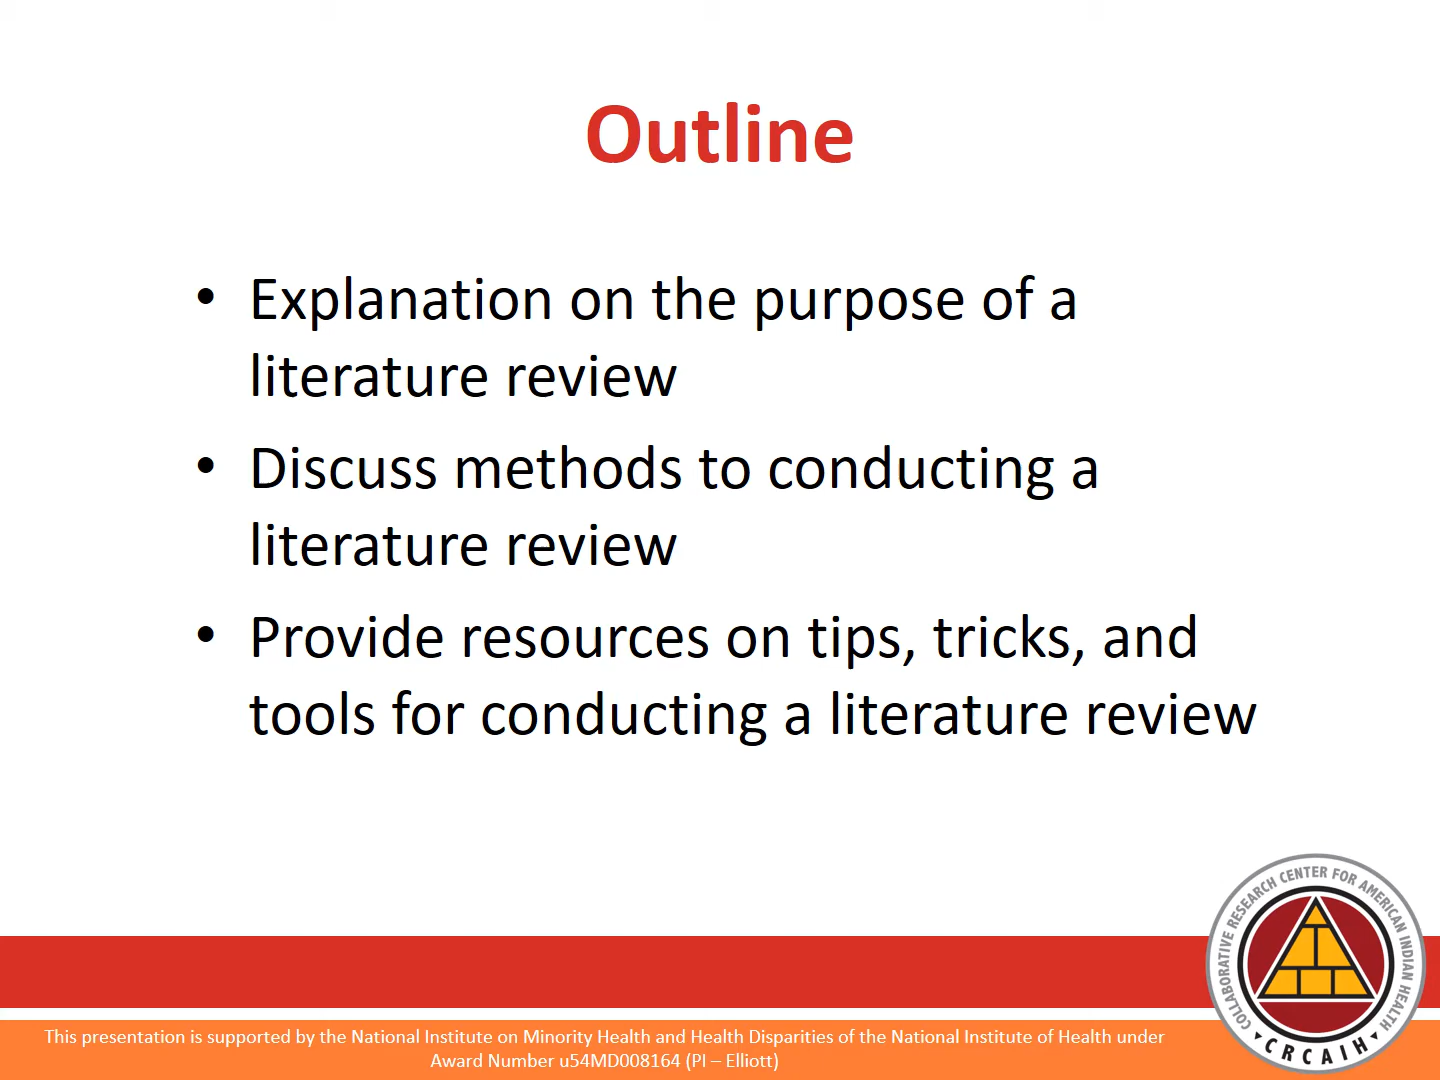 Outline
• Explanation on the purpose of a
literature review
• Discuss methods to conducting a
literature review
• Provide resources on tips, tricks, and
tools for conducting a literature review
COLLABORATIVE RESEARCH CENTER FOR AMERICAN INDIAN HEALTH
CRCAIH
This presentation is supported by the National Institute on Minority Health and Health Disparities of the National Institute of Health under
Award Number u54MD008164 (PI – Elliott)